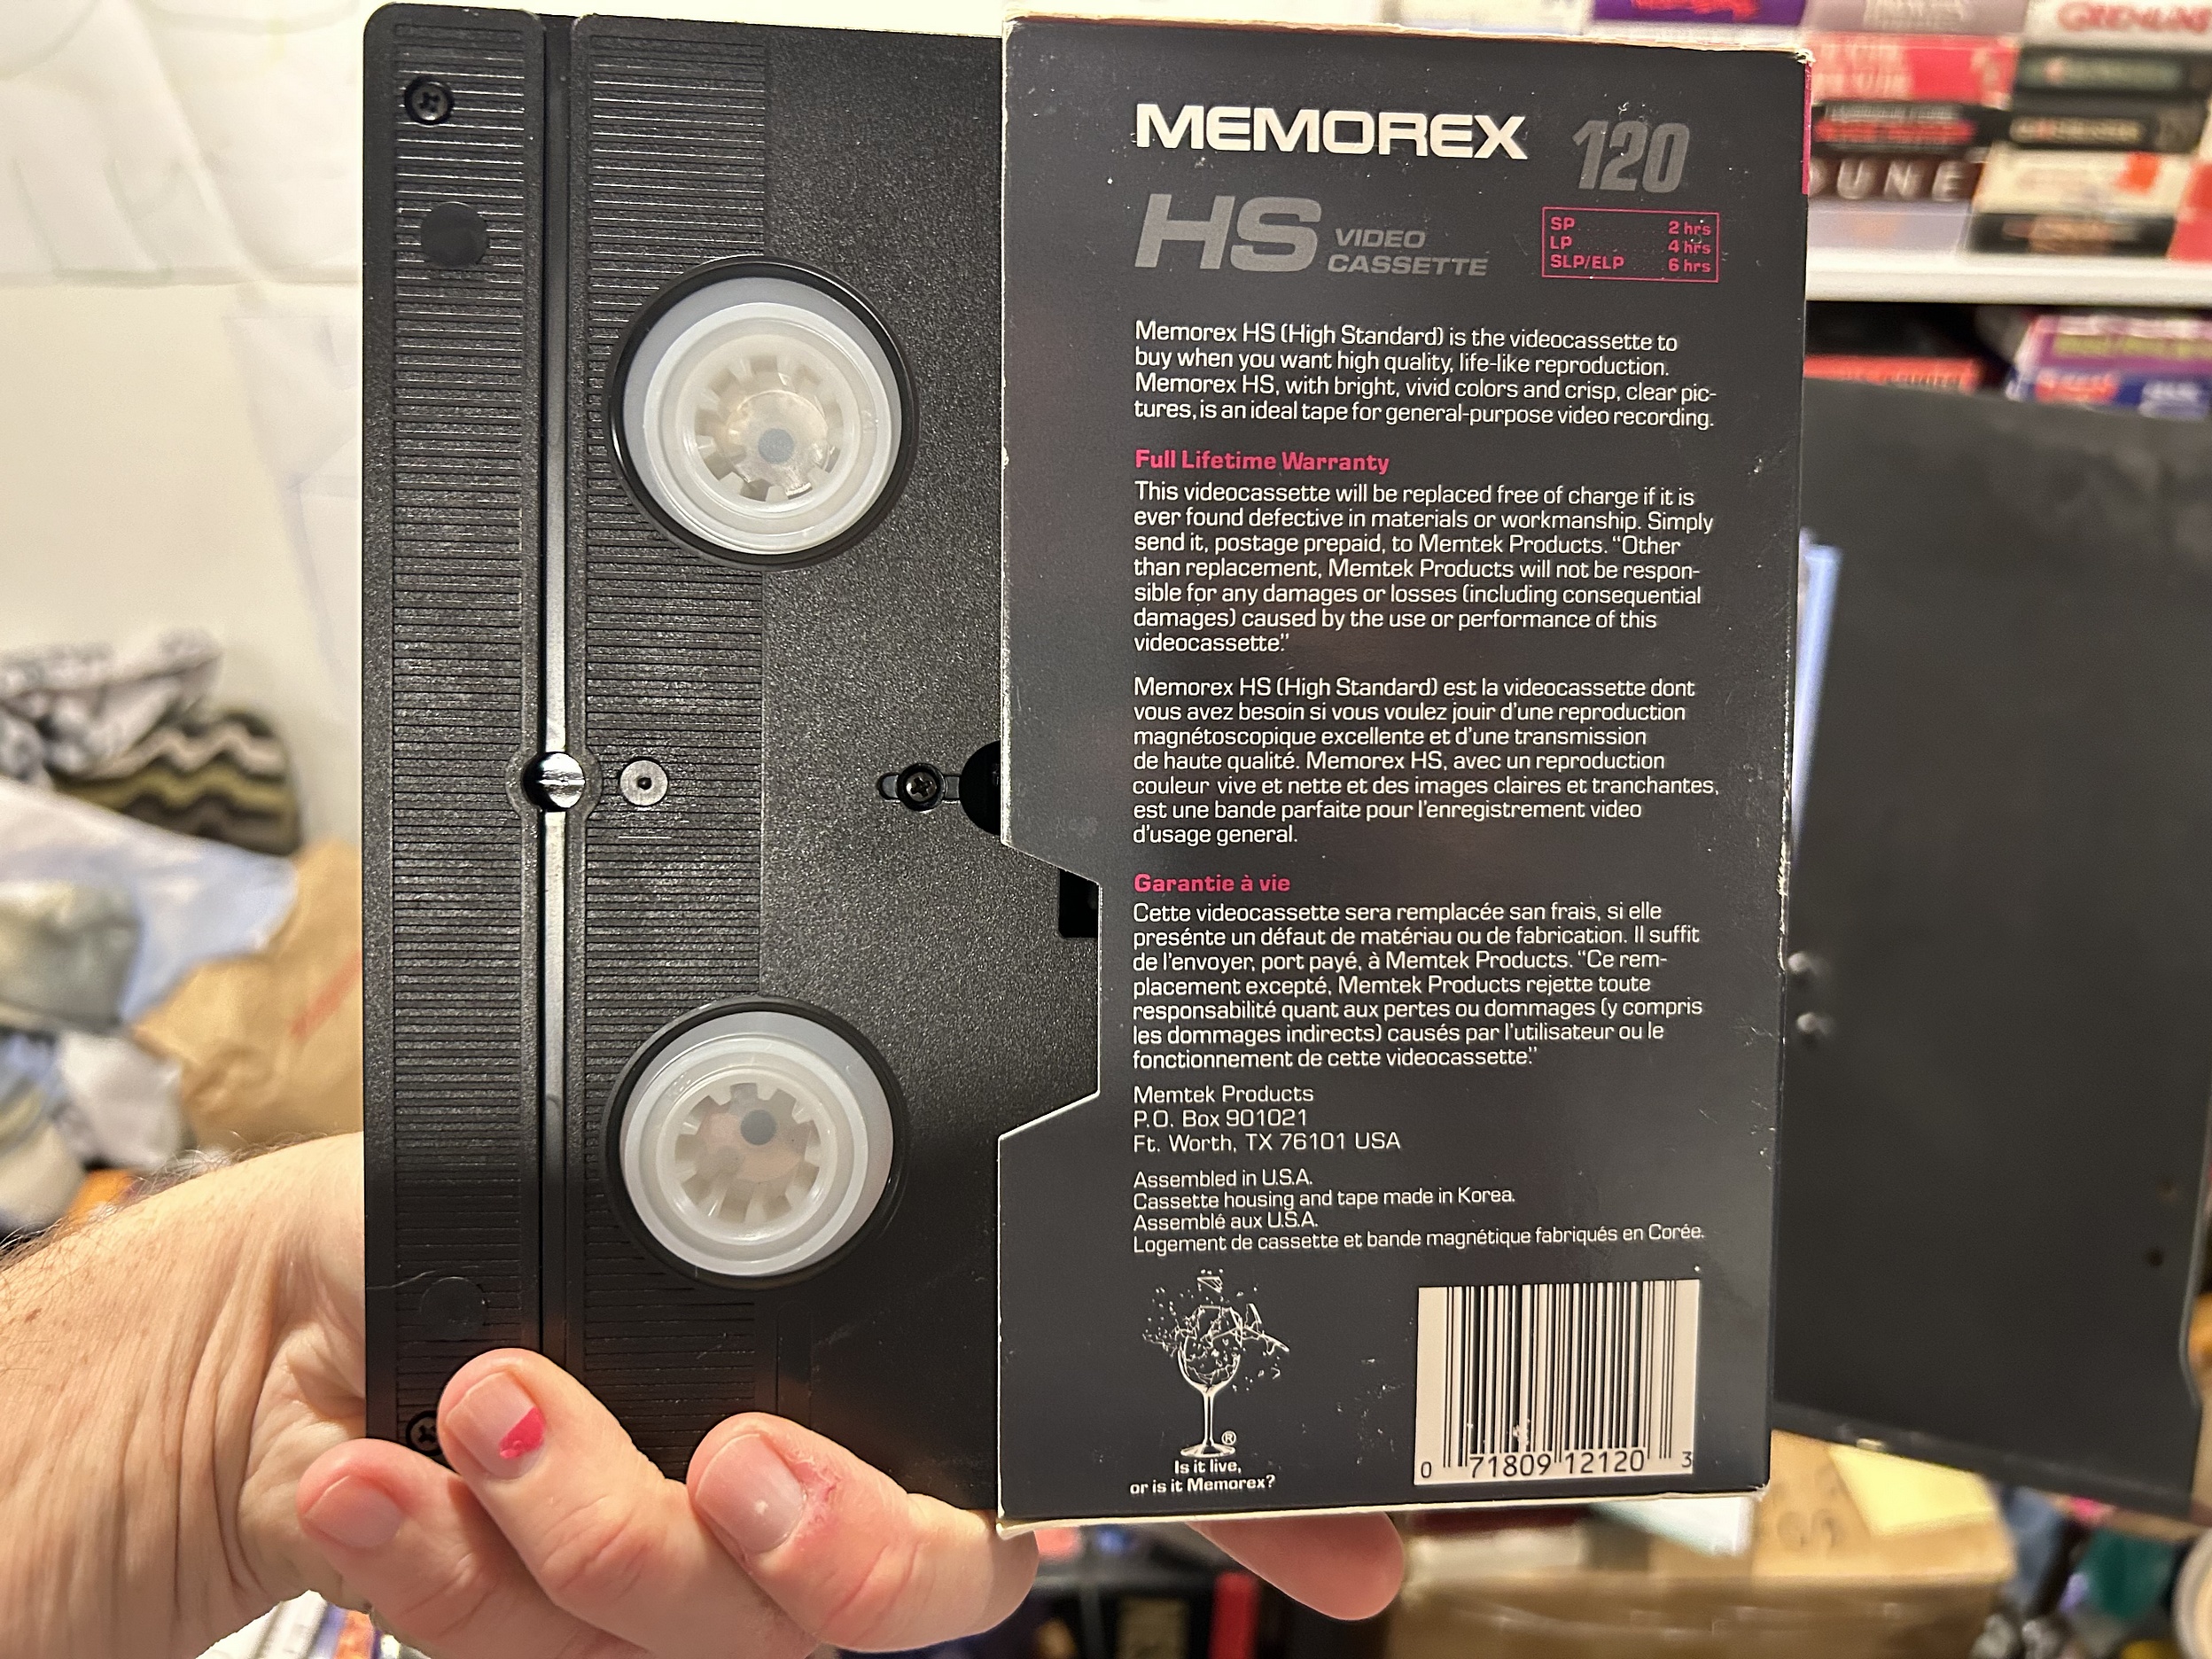 GREMLINS
DUNE
MEMOREX 120
HS VIDEO
CASSETTE
SP 2 hrs
LP 4 hrs
SLP/ELP 6 hrs
Memorex HS (High Standard) is the videocassette to
buy when you want high quality, life-like reproduction.
Memorex HS, with bright, vivid colors and crisp, clear pic-
tures, is an ideal tape for general-purpose video recording.
Full Lifetime Warranty
This videocassette will be replaced free of charge if it is
ever found defective in materials or workmanship. Simply
send it, postage prepaid, to Memtek Products. “Other
than replacement, Memtek Products will not be respon-
sible for any damages or losses (including consequential
damages) caused by the use or performance of this
videocassette.”
Memorex HS (High Standard) est la videocassette dont
vous avez besoin si vous voulez jouir d’une reproduction
magnétoscopique excellente et d’une transmission
de haute qualité. Memorex HS, avec un reproduction
couleur vive et nette et des images claires et tranchantes,
est une bande parfaite pour l’enregistrement video
d’usage general.
Garantie à vie
Cette videocassette sera remplacée san frais, si elle
presénte un défaut de matériau ou de fabrication. Il suffit
de l’envoyer, port payé, à Memtek Products. “Ce rem-
placement excepté, Memtek Products rejette toute
responsabilité quant aux pertes ou dommages (y compris
les dommages indirects) causés par l’utilisateur ou le
fonctionnement de cette videocassette.”
Memtek Products
P.O. Box 901021
Ft. Worth, TX 76101 USA
Assembled in U.S.A.
Cassette housing and tape made in Korea.
Assemblé aux U.S.A.
Logement de cassette et bande magnétique fabriqués en Corée.
®
Is it live,
or is it Memorex?
0 71809 12120 3